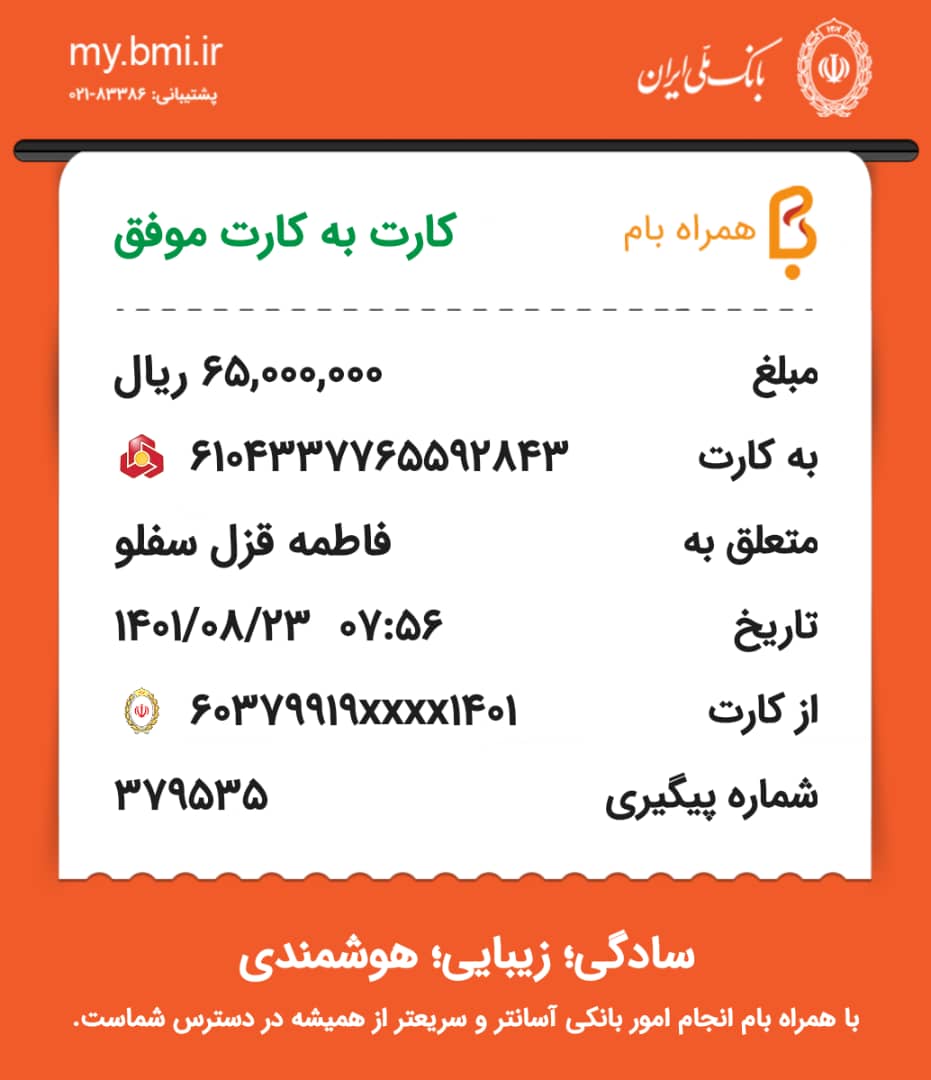 my.bmi.ir
پشتیبانی: ۸۳۳۸۶-۰۲۱
بانک ملّی ایران
همراه بام
کارت به کارت موفق
مبلغ ۶۵,۰۰۰,۰۰۰ ریال
به کارت ۶۱۰۴۳۳۷۷۶۵۵۹۲۸۴۳
متعلق به فاطمه قزل سفلو
تاریخ ۱۴۰۱/۰۸/۲۳ ۰۷:۵۶
از کارت ۶۰۳۷۹۹۱۹xxxx۱۴۰۱
شماره پیگیری ۳۷۹۵۳۵
سادگی؛ زیبایی؛ هوشمندی
با همراه بام انجام امور بانکی آسانتر و سریعتر از همیشه در دسترس شماست.